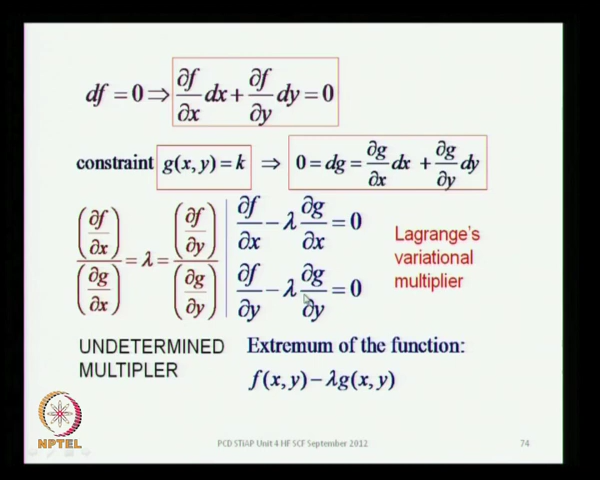 df = 0 ⇒ ∂f/∂x dx + ∂f/∂y dy = 0
constraint g(x, y) = k ⇒ 0 = dg = ∂g/∂x dx + ∂g/∂y dy
(∂f/∂x)/(∂g/∂x) = λ = (∂f/∂y)/(∂g/∂y)
∂f/∂x − λ ∂g/∂x = 0
∂f/∂y − λ ∂g/∂y = 0
Lagrange's
variational
multiplier
UNDETERMINED
MULTIPLER
Extremum of the function:
f(x, y) − λg(x, y)
NPTEL
PCD STiAP Unit 4 HF SCF September 2012
74